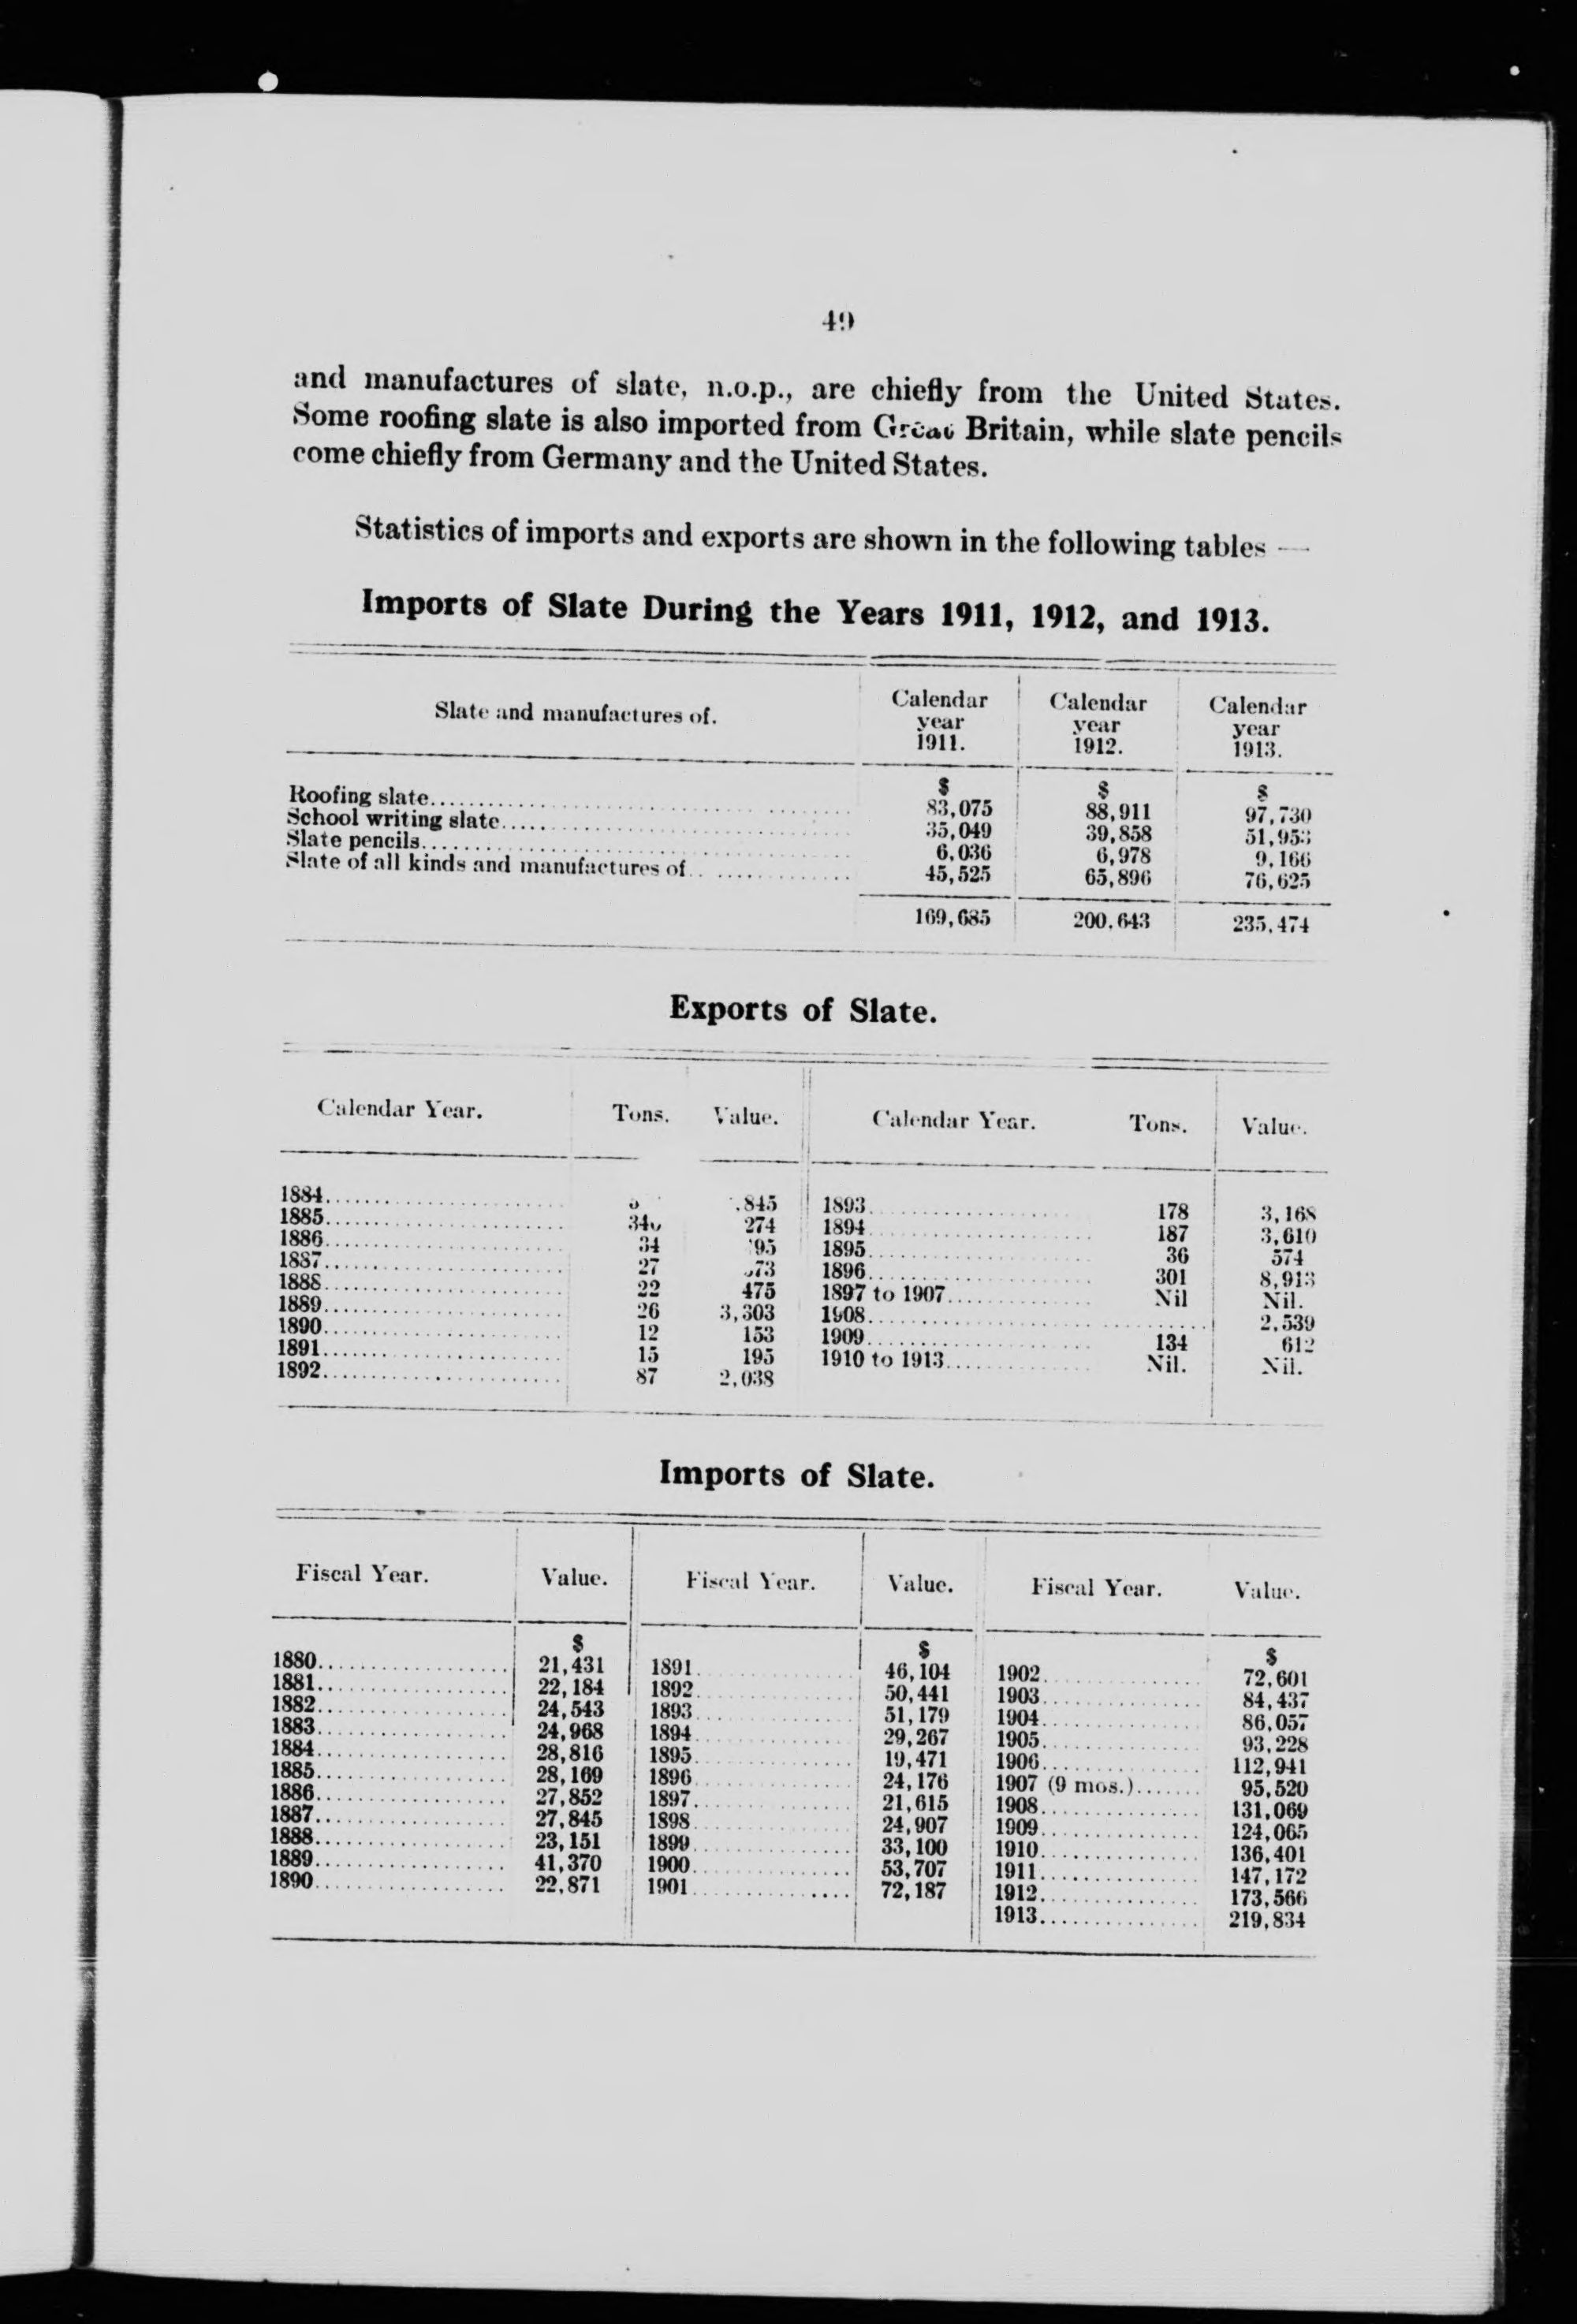 49
and manufactures of slate, n.o.p., are chiefly from the United States.
Some roofing slate is also imported from Great Britain, while slate pencils
come chiefly from Germany and the United States.
Statistics of imports and exports are shown in the following tables —
Imports of Slate During the Years 1911, 1912, and 1913.
Slate and manufactures of. Calendar year 1911. Calendar year 1912. Calendar year 1913.
$ $ $
Roofing slate 83,075 88,911 97,730
School writing slate 35,049 39,858 51,953
Slate pencils 6,036 6,978 9,166
Slate of all kinds and manufactures of 45,525 65,896 76,625
169,685 200,643 235,474
Exports of Slate.
Calendar Year. Tons. Value. Calendar Year. Tons. Value.
1884 1893 178 3,168
1885 1894 187 3,610
1886 34 1895 36 574
1887 27 1896 301 8,913
1888 22 475 1897 to 1907 Nil Nil.
1889 26 3,303 1908 2,539
1890 12 153 1909 134 612
1891 15 195 1910 to 1913 Nil. Nil.
1892 87 2,038
Imports of Slate.
Fiscal Year. Value. Fiscal Year. Value. Fiscal Year. Value.
$ $ $
1880 21,431 1891 46,104 1902 72,601
1881 22,184 1892 50,441 1903 84,437
1882 24,543 1893 51,179 1904 86,057
1883 24,968 1894 29,267 1905 93,228
1884 28,816 1895 19,471 1906 112,941
1885 28,169 1896 24,176 1907 (9 mos.) 95,520
1886 27,852 1897 21,615 1908 131,069
1887 27,845 1898 24,907 1909 124,065
1888 23,151 1899 33,100 1910 136,401
1889 41,370 1900 53,707 1911 147,172
1890 22,871 1901 72,187 1912 173,566
1913 219,834